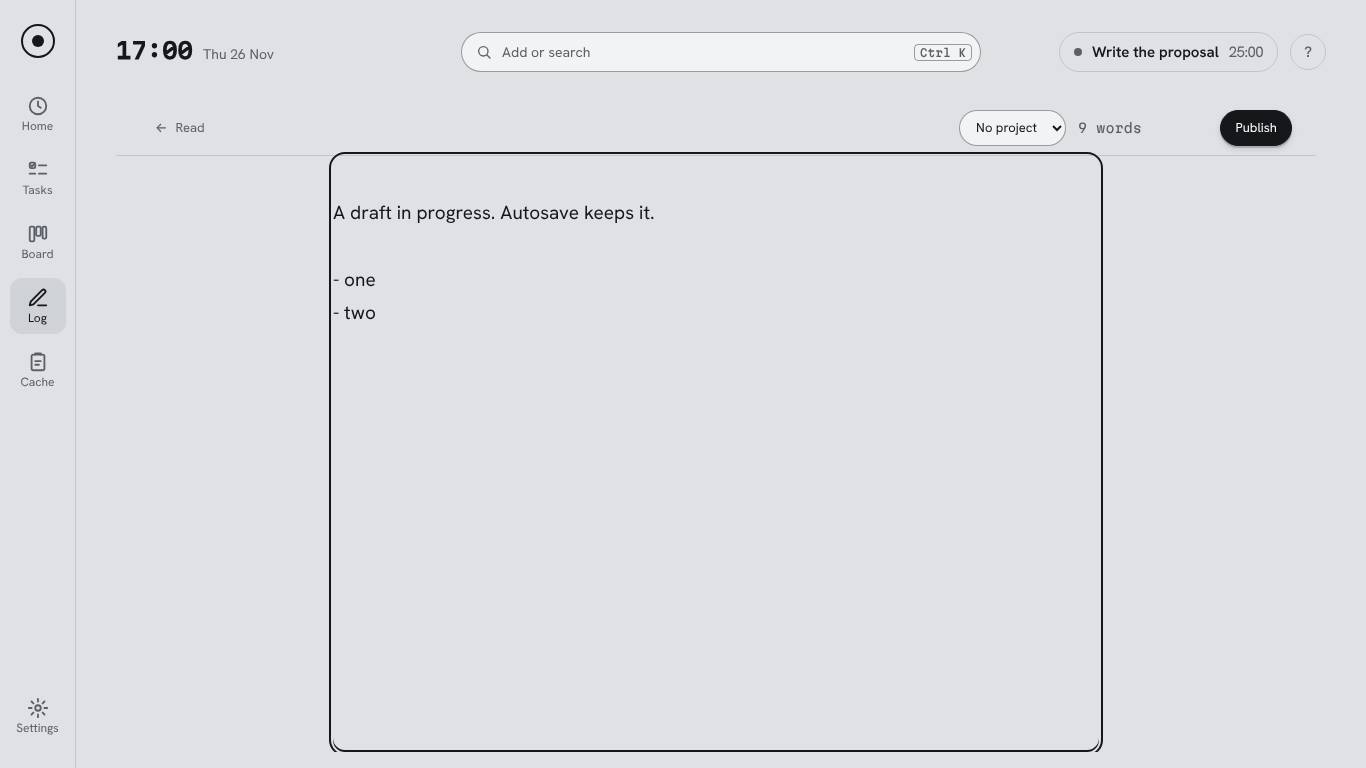 17:00 Thu 26 Nov
Add or search Ctrl K
Write the proposal 25:00 ?
Home
Tasks
Board
Log
Cache
Settings
← Read
No project 9 words Publish
A draft in progress. Autosave keeps it.
- one
- two